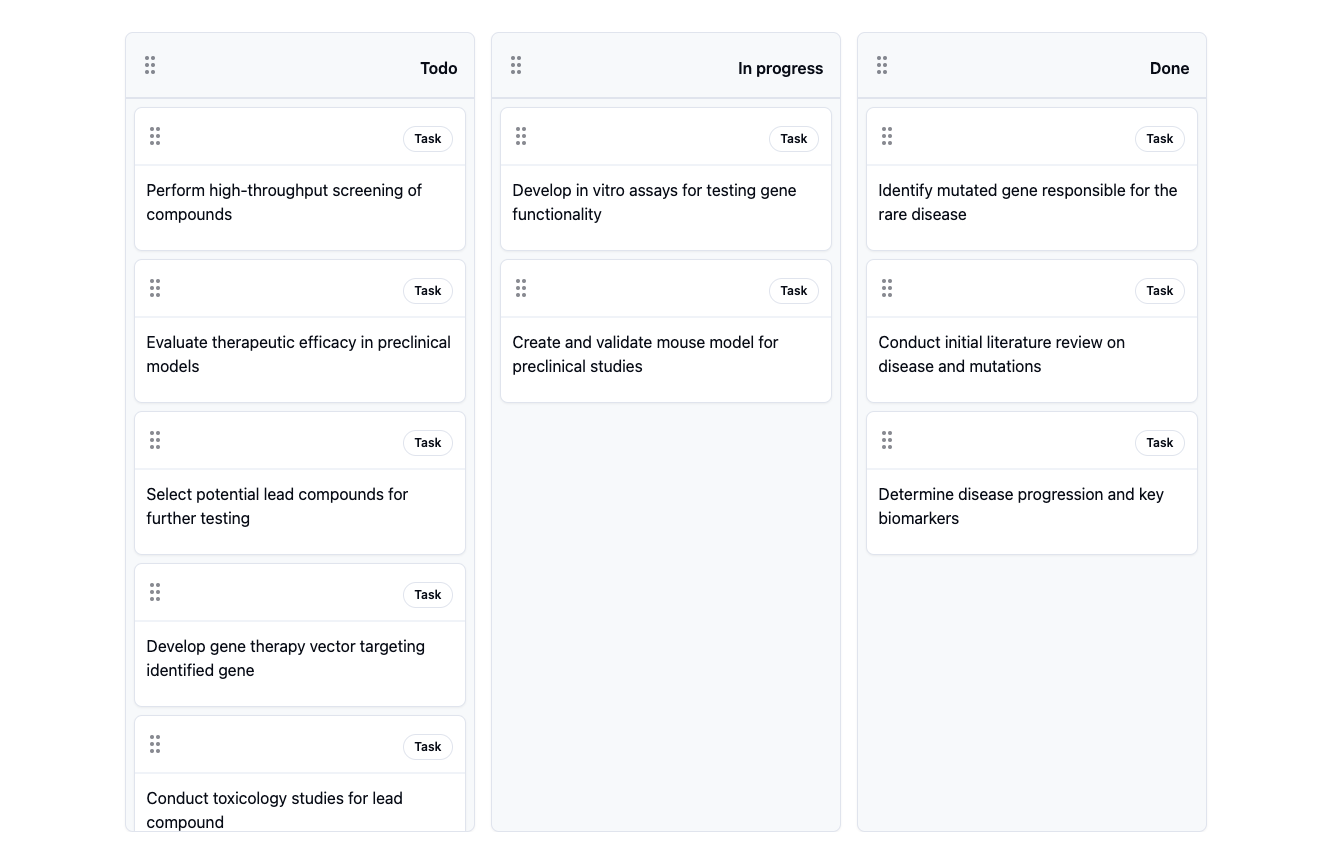 Todo
Task
Perform high-throughput screening of
compounds
Task
Evaluate therapeutic efficacy in preclinical
models
Task
Select potential lead compounds for
further testing
Task
Develop gene therapy vector targeting
identified gene
Task
Conduct toxicology studies for lead
compound
In progress
Task
Develop in vitro assays for testing gene
functionality
Task
Create and validate mouse model for
preclinical studies
Done
Task
Identify mutated gene responsible for the
rare disease
Task
Conduct initial literature review on
disease and mutations
Task
Determine disease progression and key
biomarkers